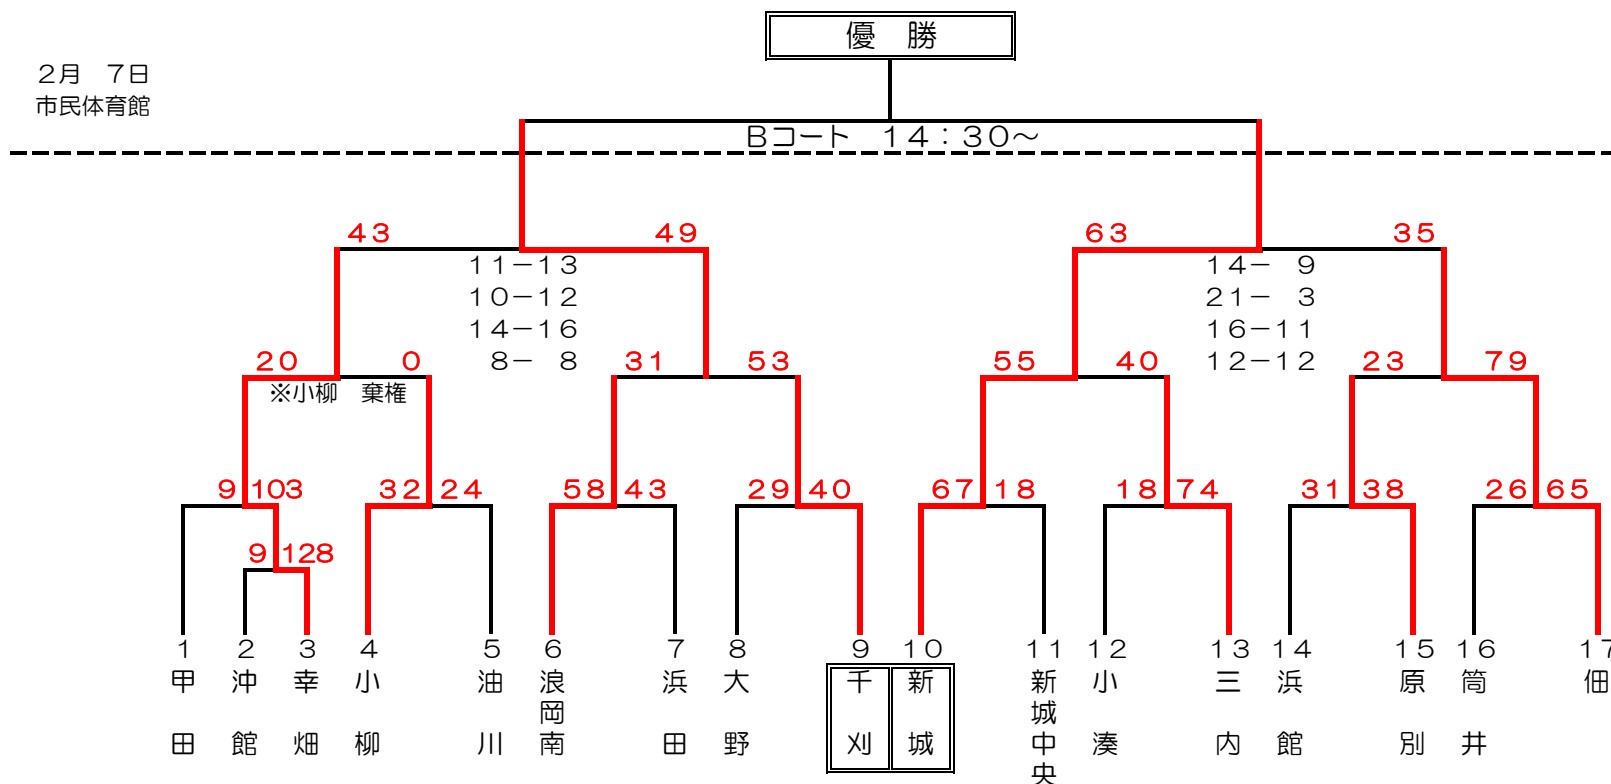 優　勝
２月　７日
市民体育館
Ｂコート　１４：３０～
43 49 63 35
１１－１３ １４－　９
１０－１２ ２１－　３
１４－１６ １６－１１
８－　８ １２－１２
20 0 31 53 55 40 23 79
※小柳　棄権
9 103 32 24 58 43 29 40 67 18 18 74 31 38 26 65
9 128
1 2 3 4 5 6 7 8 9 10 11 12 13 14 15 16 17
甲田
沖館
幸畑
小柳
油川
浪岡南
浜田
大野
千刈
新城
新城中央
小湊
三内
浜館
原別
筒井
佃